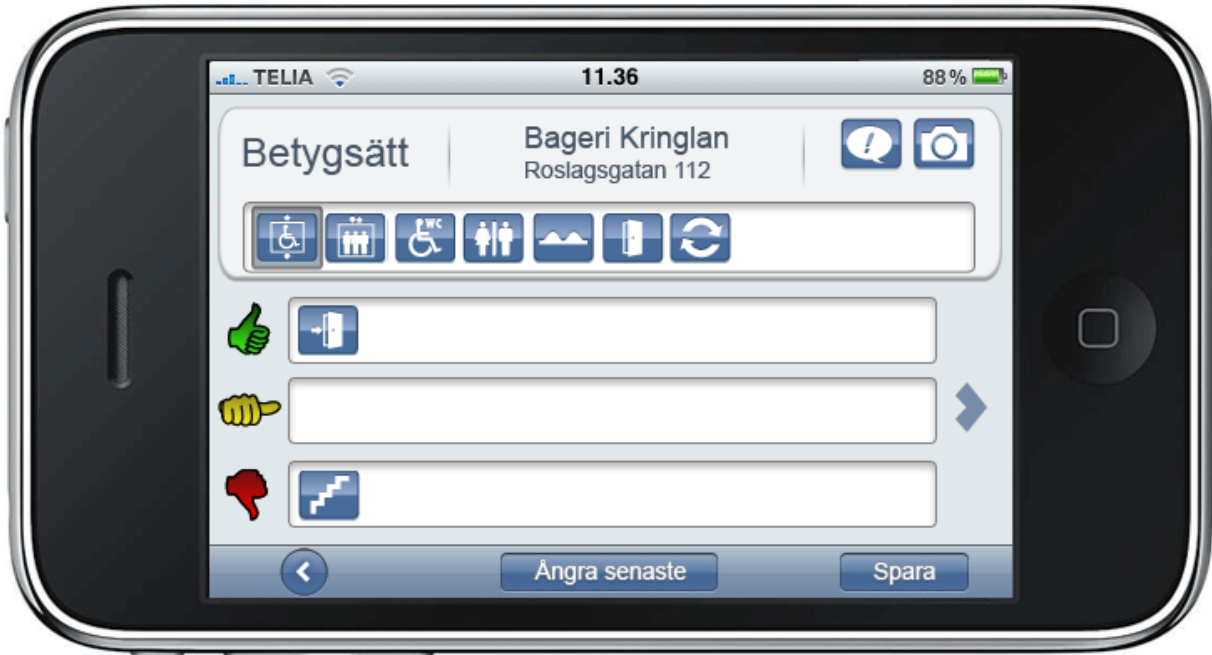 TELIA
11.36
88 %
Betygsätt
Bageri Kringlan
Roslagsgatan 112
WC
Ångra senaste
Spara